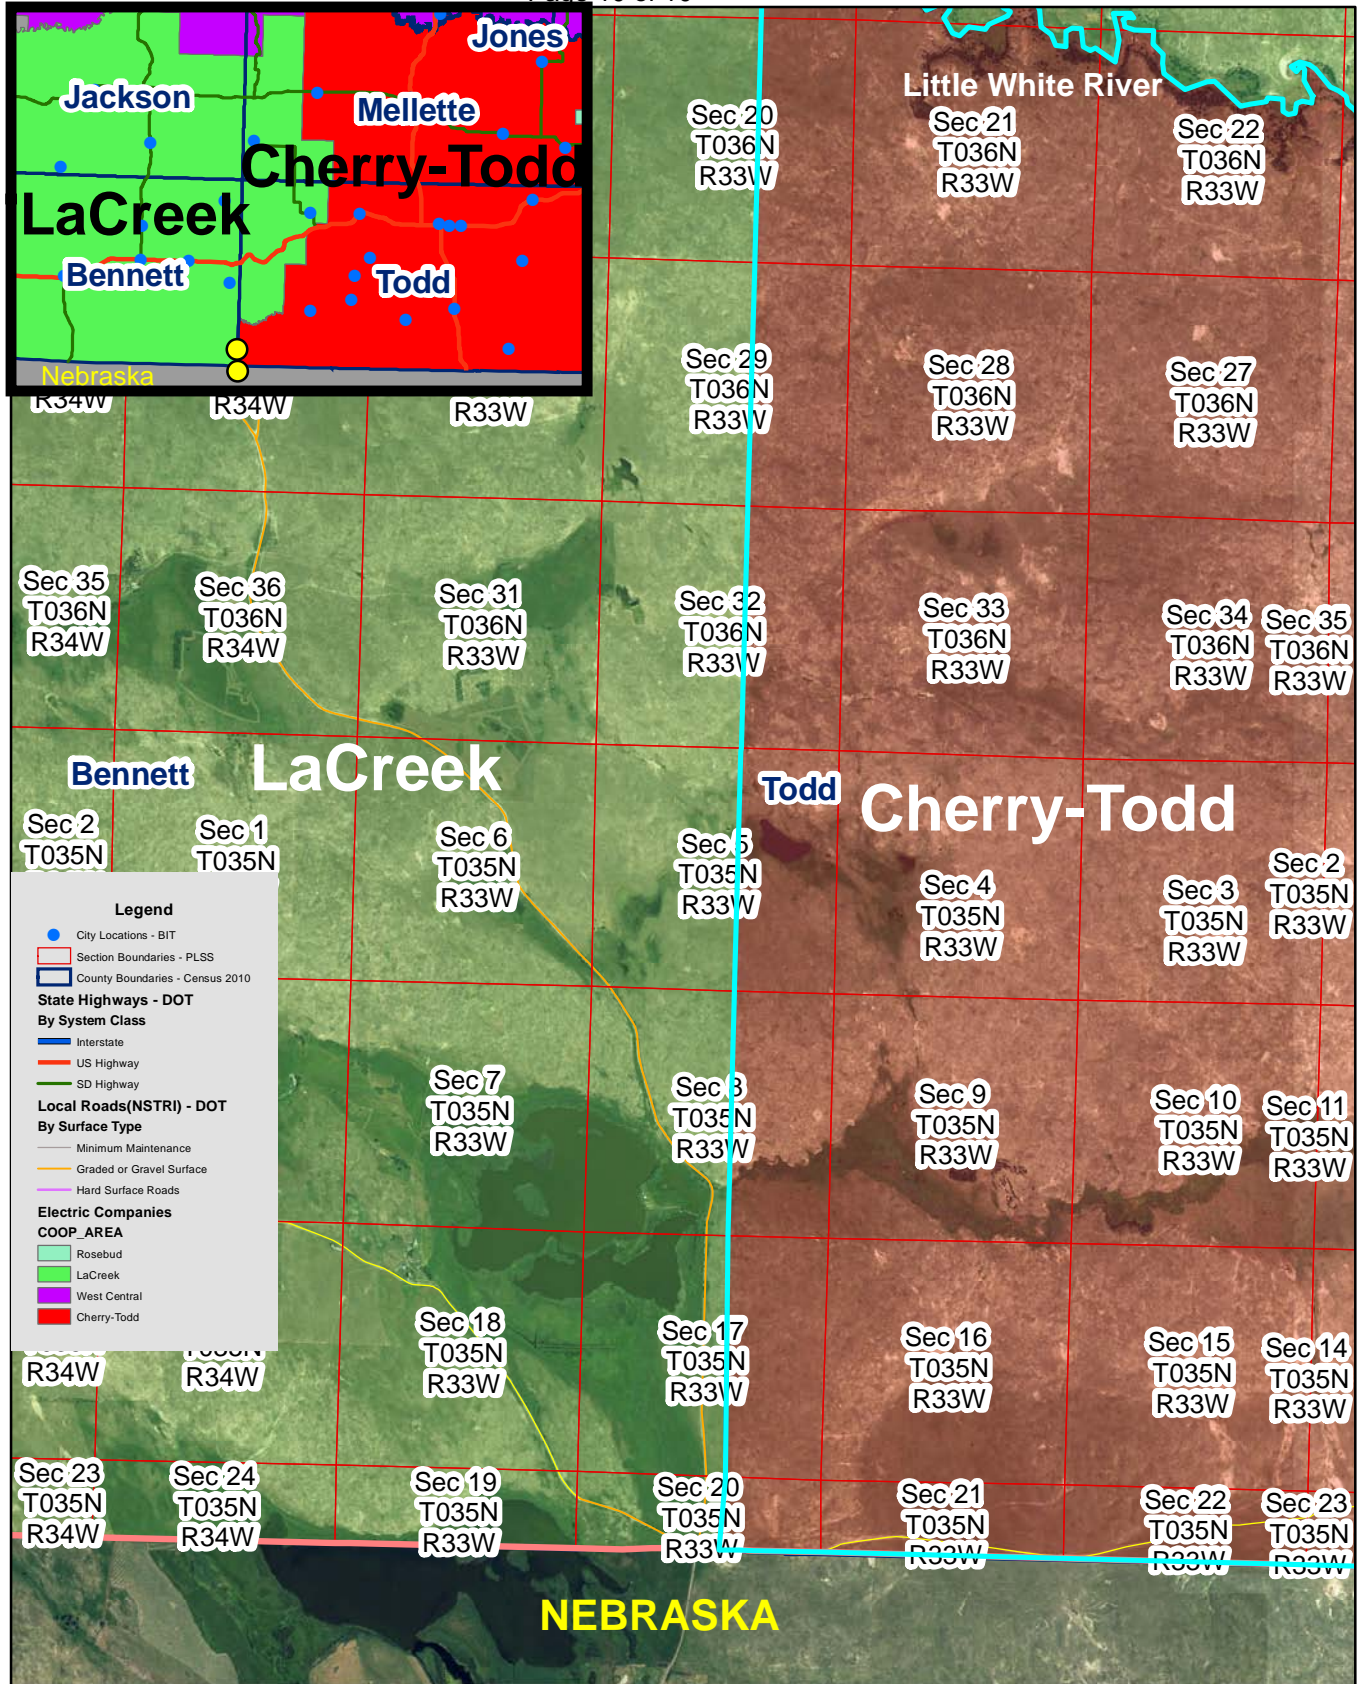 Jones
Jackson
Mellette
Cherry-Todd
LaCreek
Bennett
Todd
Nebraska
Little White River
Sec 20
T036N
R33W
Sec 21
T036N
R33W
Sec 22
T036N
R33W
Sec 29
T036N
R33W
Sec 28
T036N
R33W
Sec 27
T036N
R33W
R34W
R34W
R33W
Sec 35
T036N
R34W
Sec 36
T036N
R34W
Sec 31
T036N
R33W
Sec 32
T036N
R33W
Sec 33
T036N
R33W
Sec 34
T036N
R33W
Sec 35
T036N
R33W
Bennett
LaCreek
Todd
Cherry-Todd
Sec 2
T035N
Sec 1
T035N
Sec 6
T035N
R33W
Sec 5
T035N
R33W
Sec 4
T035N
R33W
Sec 3
T035N
R33W
Sec 2
T035N
R33W
Legend
City Locations - BIT
Section Boundaries - PLSS
County Boundaries - Census 2010
State Highways - DOT
By System Class
Interstate
US Highway
SD Highway
Local Roads(NSTRI) - DOT
By Surface Type
Minimum Maintenance
Graded or Gravel Surface
Hard Surface Roads
Electric Companies
COOP_AREA
Rosebud
LaCreek
West Central
Cherry-Todd
Sec 7
T035N
R33W
Sec 8
T035N
R33W
Sec 9
T035N
R33W
Sec 10
T035N
R33W
Sec 11
T035N
R33W
R34W
R34W
Sec 18
T035N
R33W
Sec 17
T035N
R33W
Sec 16
T035N
R33W
Sec 15
T035N
R33W
Sec 14
T035N
R33W
Sec 23
T035N
R34W
Sec 24
T035N
R34W
Sec 19
T035N
R33W
Sec 20
T035N
R33W
Sec 21
T035N
R33W
Sec 22
T035N
R33W
Sec 23
T035N
R33W
NEBRASKA